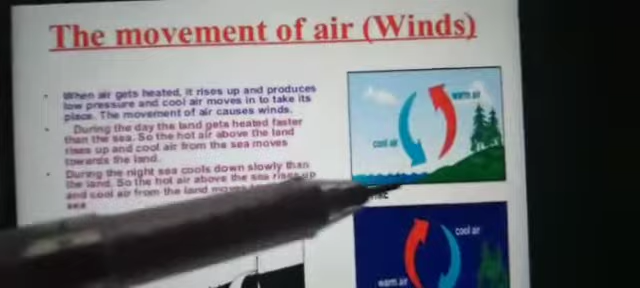 The movement of air (Winds)
When air gets heated, it rises up and produces
low pressure and cool air moves in to take its
place. The movement of air causes winds.
During the day the land gets heated faster
than the sea. So the hot air above the land
rises up and cool air from the sea moves
towards the land.
During the night sea cools down slowly than
the land. So the hot air above the sea rises up
and cool air from the land moves
sea
warm air
cool air
cool air
warm air